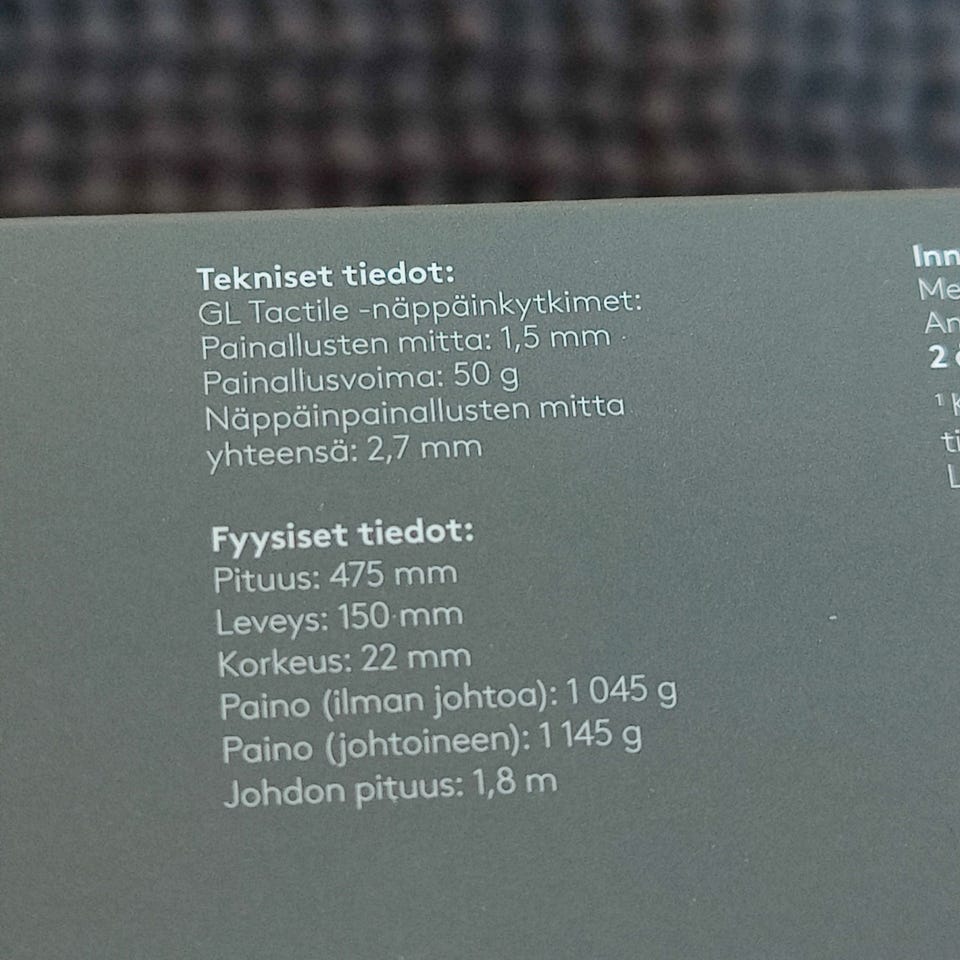 Tekniset tiedot:
GL Tactile -näppäinkytkimet:
Painallusten mitta: 1,5 mm
Painallusvoima: 50 g
Näppäinpainallusten mitta
yhteensä: 2,7 mm
Fyysiset tiedot:
Pituus: 475 mm
Leveys: 150 mm
Korkeus: 22 mm
Paino (ilman johtoa): 1 045 g
Paino (johtoineen): 1 145 g
Johdon pituus: 1,8 m